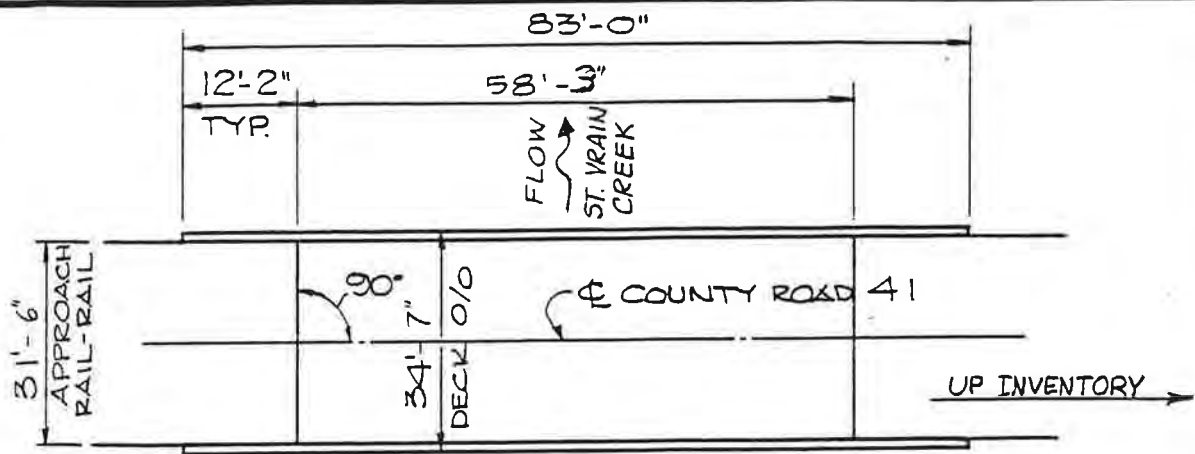 83'-0"
12'-2"
TYP.
58'-3"
FLOW
ST. VRAIN
CREEK
31'-6"
APPROACH
RAIL-RAIL
90°
34'-7"
DECK O/O
℄ COUNTY ROAD 41
UP INVENTORY